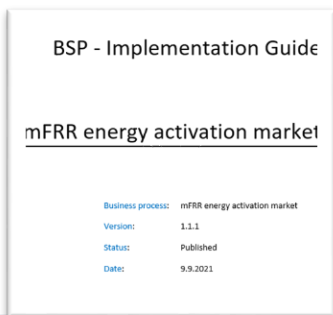 BSP - Implementation Guide
mFRR energy activation market
Business process: mFRR energy activation market
Version: 1.1.1
Status: Published
Date: 9.9.2021